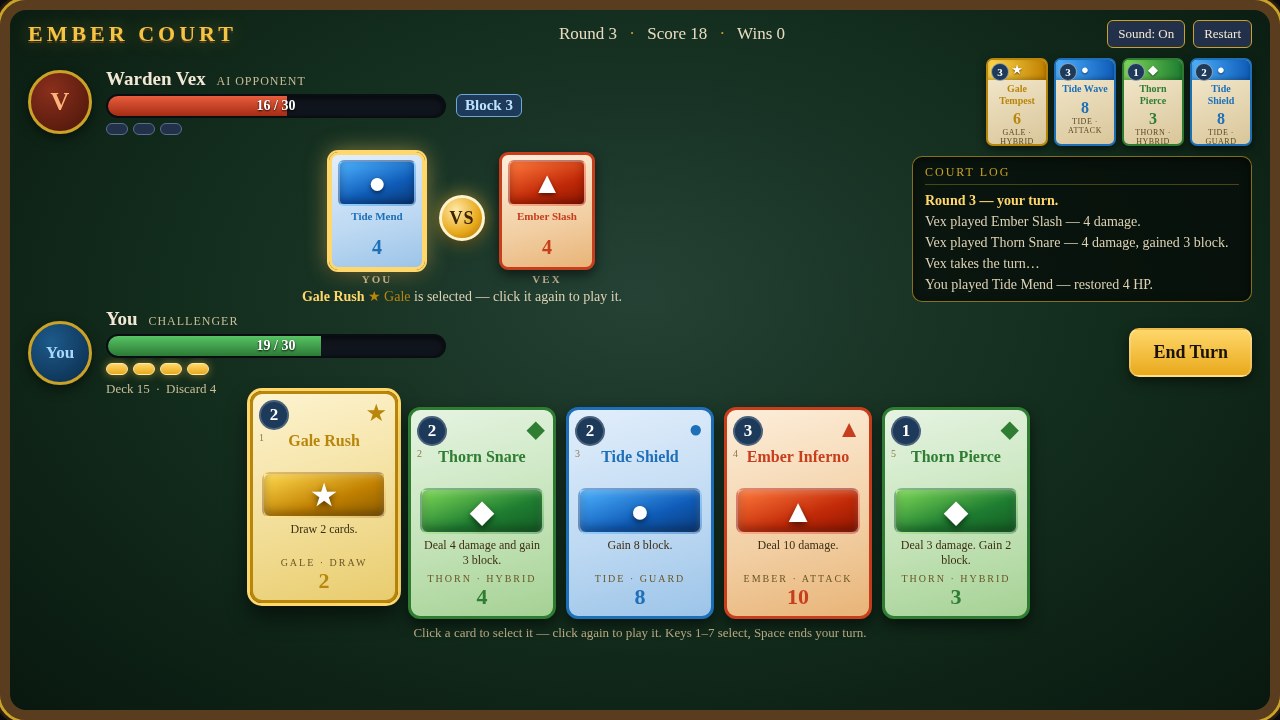 EMBER COURT
Round 3 · Score 18 · Wins 0
Sound: On
Restart
V
Warden Vex AI OPPONENT
16 / 30
Block 3
3 ★
Gale Tempest
6
GALE · HYBRID
3 ●
Tide Wave
8
TIDE · ATTACK
1 ◆
Thorn Pierce
3
THORN · HYBRID
2 ●
Tide Shield
8
TIDE · GUARD
Tide Mend
4
YOU
VS
Ember Slash
4
VEX
Gale Rush ★ Gale is selected — click it again to play it.
COURT LOG
Round 3 — your turn.
Vex played Ember Slash — 4 damage.
Vex played Thorn Snare — 4 damage, gained 3 block.
Vex takes the turn…
You played Tide Mend — restored 4 HP.
You
You CHALLENGER
19 / 30
Deck 15 · Discard 4
End Turn
2 ★
1
Gale Rush
★
Draw 2 cards.
GALE · DRAW
2
2 ◆
2
Thorn Snare
◆
Deal 4 damage and gain
3 block.
THORN · HYBRID
4
2 ●
3
Tide Shield
●
Gain 8 block.
TIDE · GUARD
8
3 ▲
4
Ember Inferno
▲
Deal 10 damage.
EMBER · ATTACK
10
1 ◆
5
Thorn Pierce
◆
Deal 3 damage. Gain 2
block.
THORN · HYBRID
3
Click a card to select it — click again to play it. Keys 1–7 select, Space ends your turn.